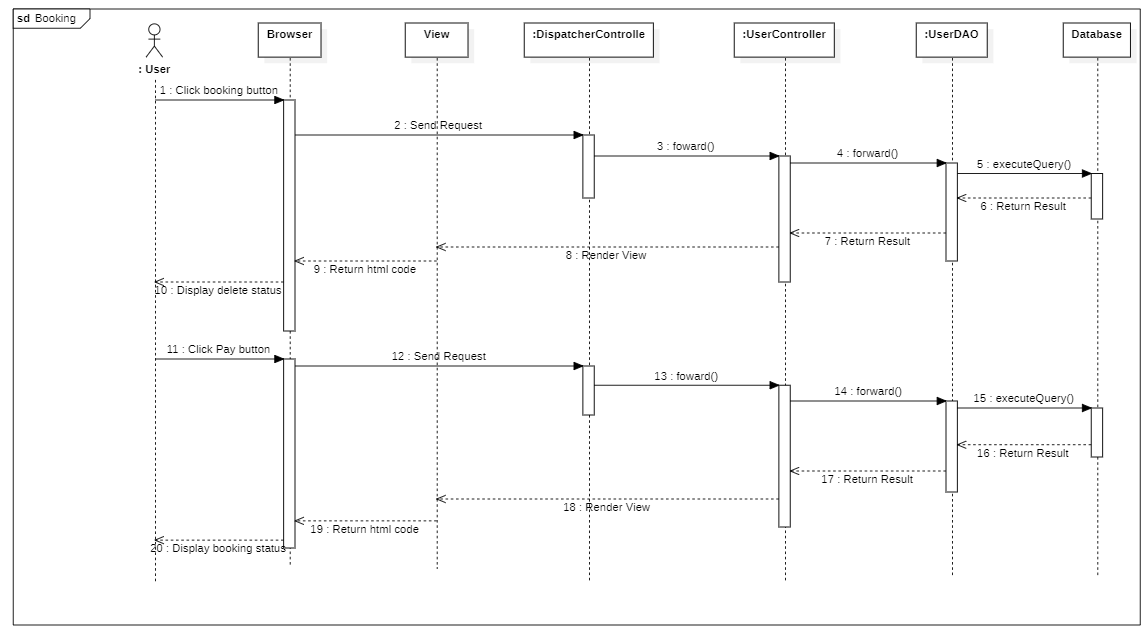 sd Booking
: User
Browser
View
:DispatcherControlle
:UserController
:UserDAO
Database
1 : Click booking button
2 : Send Request
3 : foward()
4 : forward()
5 : executeQuery()
6 : Return Result
7 : Return Result
8 : Render View
9 : Return html code
10 : Display delete status
11 : Click Pay button
12 : Send Request
13 : foward()
14 : forward()
15 : executeQuery()
16 : Return Result
17 : Return Result
18 : Render View
19 : Return html code
20 : Display booking status